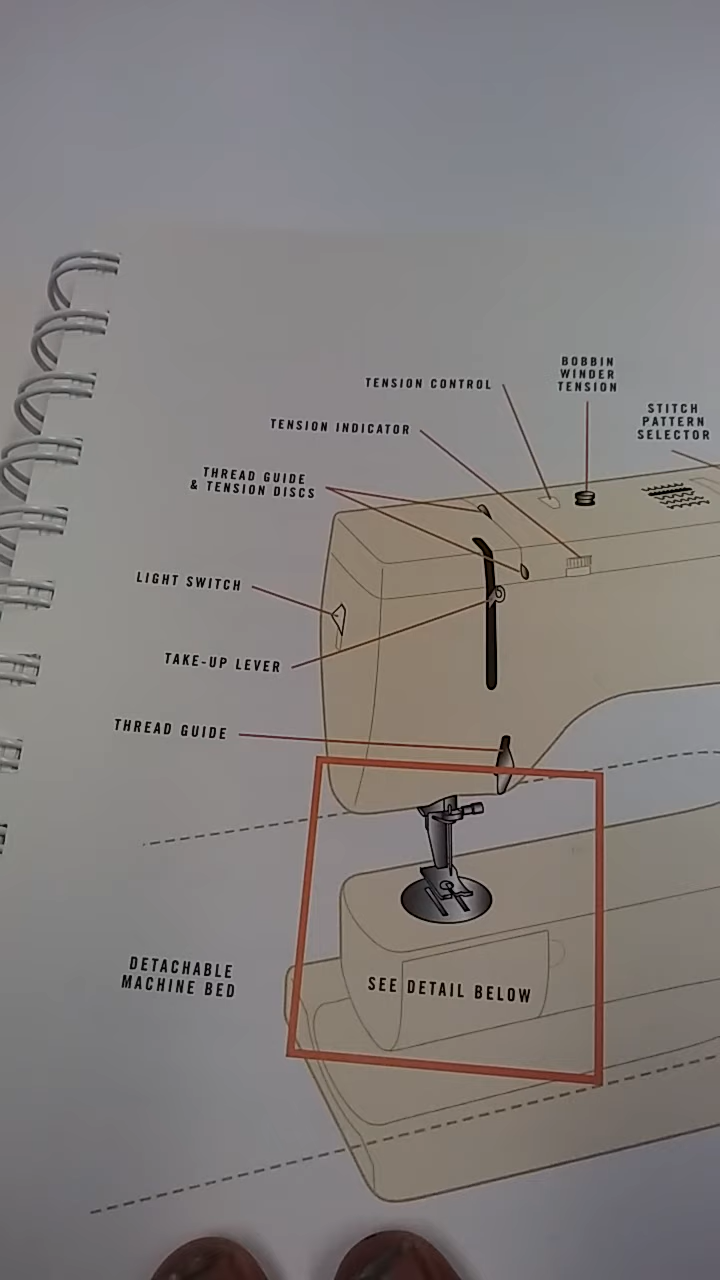 BOBBIN
WINDER
TENSION
TENSION CONTROL
STITCH
PATTERN
SELECTOR
TENSION INDICATOR
THREAD GUIDE
& TENSION DISCS
LIGHT SWITCH
TAKE-UP LEVER
THREAD GUIDE
DETACHABLE
MACHINE BED
SEE DETAIL BELOW